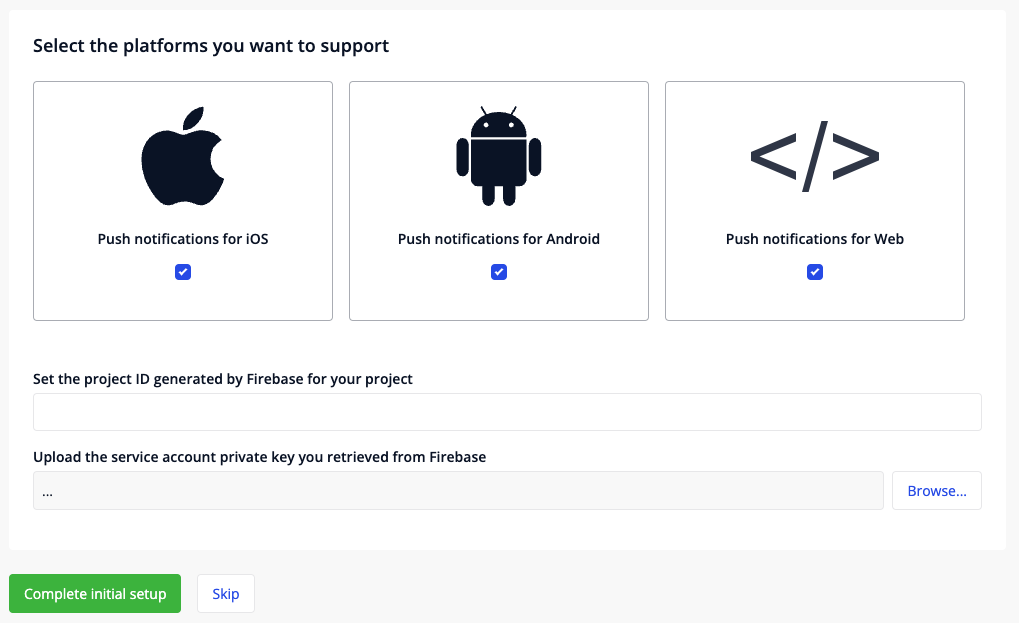 Select the platforms you want to support
Push notifications for iOS
Push notifications for Android
</>
Push notifications for Web
Set the project ID generated by Firebase for your project
Upload the service account private key you retrieved from Firebase
...
Browse...
Complete initial setup
Skip